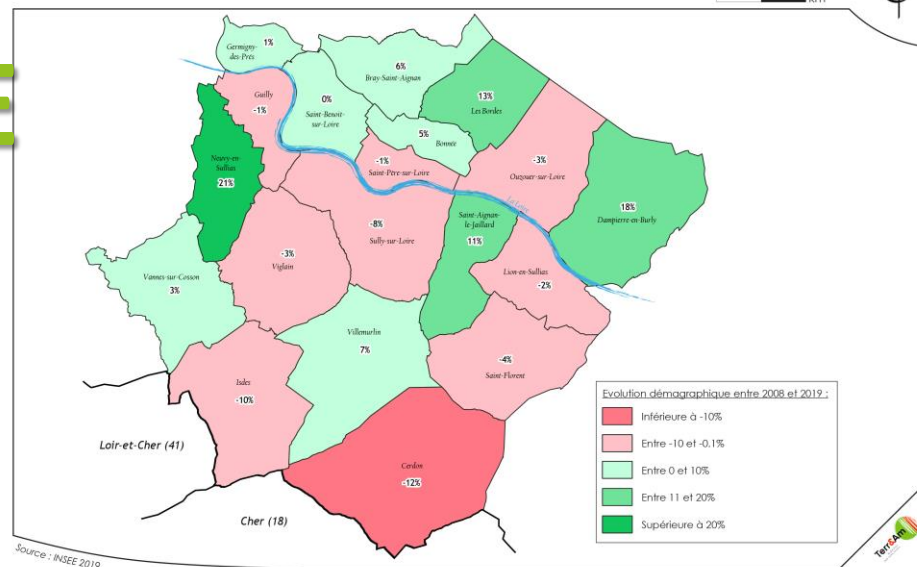 km
Germigny-
des-Prés
1%
6%
Bray-Saint-Aignan
Guilly
-1%
0%
Saint-Benoit-
sur-Loire
13%
Les Bordes
5%
Bonnée
Neuvy-en-
Sullias
21%
-1%
Saint-Père-sur-Loire
-3%
Ouzouer-sur-Loire
La Loire
18%
Dampierre-en-Burly
-8%
Sully-sur-Loire
Saint-Aignan-
le-Jaillard
11%
-3%
Viglain
Vannes-sur-Cosson
3%
Lion-en-Sullias
-2%
Villemurlin
7%
-4%
Saint-Florent
Isdes
-10%
Cerdon
-12%
Loir-et-Cher (41)
Cher (18)
Evolution démagraphique entre 2008 et 2019 :
Inférieure à -10%
Entre -10 et -0.1%
Entre 0 et 10%
Entre 11 et 20%
Supérieure à 20%
Source : INSEE 2019
Terr&Am